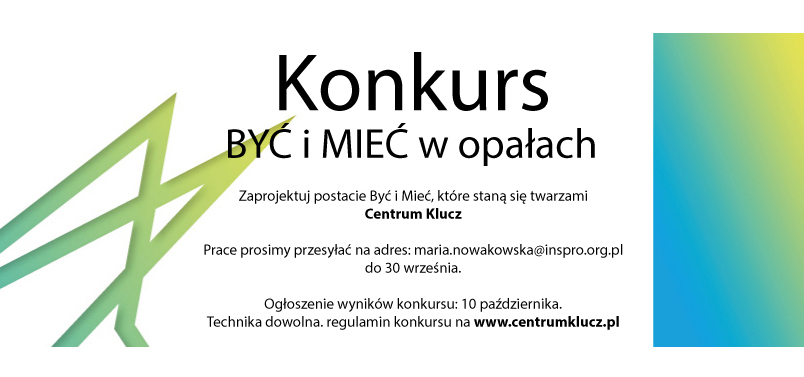 Konkurs
BYĆ i MIEĆ w opałach
Zaprojektuj postacie Być i Mieć, które staną się twarzami
Centrum Klucz
Prace prosimy przesyłać na adres: maria.nowakowska@inspro.org.pl
do 30 września.
Ogłoszenie wyników konkursu: 10 października.
Technika dowolna. regulamin konkursu na www.centrumklucz.pl